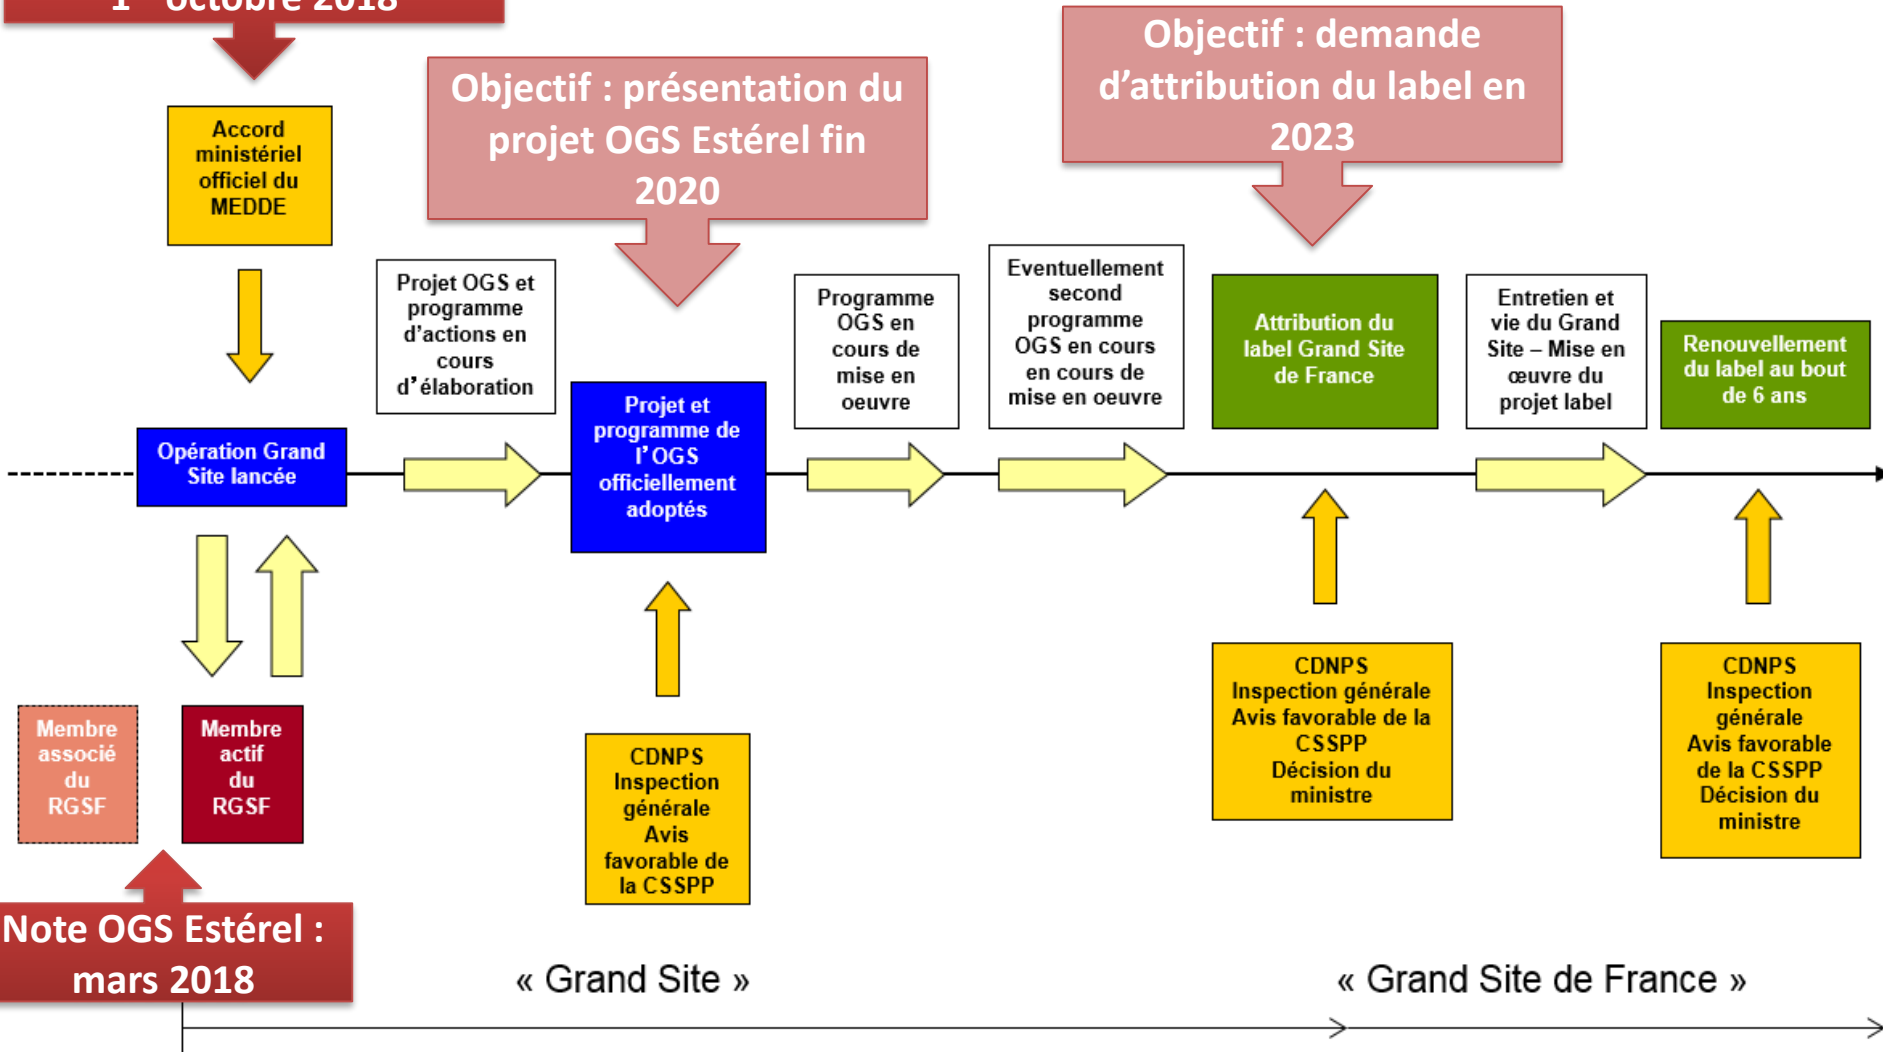 octobre 2018
Objectif : présentation du
projet OGS Estérel fin
2020
Objectif : demande
d'attribution du label en
2023
Accord
ministériel
officiel du
MEDDE
Projet OGS et
programme
d'actions en
cours
d'élaboration
Programme
OGS en
cours de
mise en
oeuvre
Eventuellement
second
programme
OGS en cours
en cours de
mise en oeuvre
Attribution du
label Grand Site
de France
Entretien et
vie du Grand
Site – Mise en
œuvre du
projet label
Renouvellement
du label au bout
de 6 ans
Opération Grand
Site lancée
Projet et
programme de
l'OGS
officiellement
adoptés
Membre
associé
du
RGSF
Membre
actif
du
RGSF
CDNPS
Inspection
générale
Avis
favorable de
la CSSPP
CDNPS
Inspection générale
Avis favorable de la
CSSPP
Décision du
ministre
CDNPS
Inspection
générale
Avis favorable
de la CSSPP
Décision du
ministre
Note OGS Estérel :
mars 2018
« Grand Site »
« Grand Site de France »